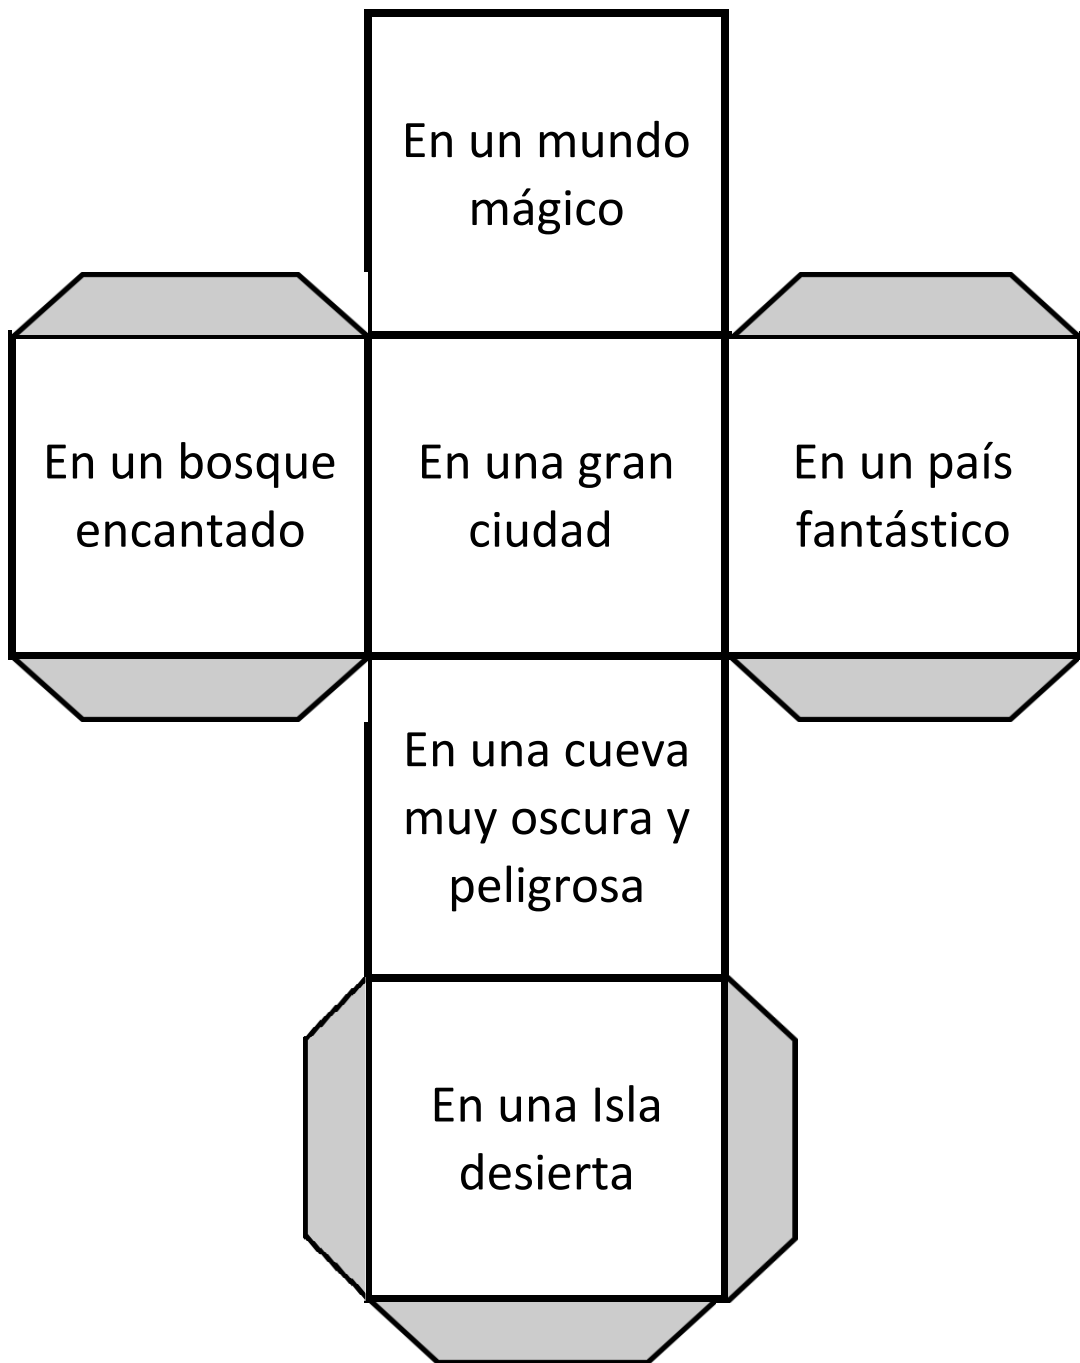 En un mundo
mágico
En un bosque
encantado
En una gran
ciudad
En un país
fantástico
En una cueva
muy oscura y
peligrosa
En una Isla
desierta